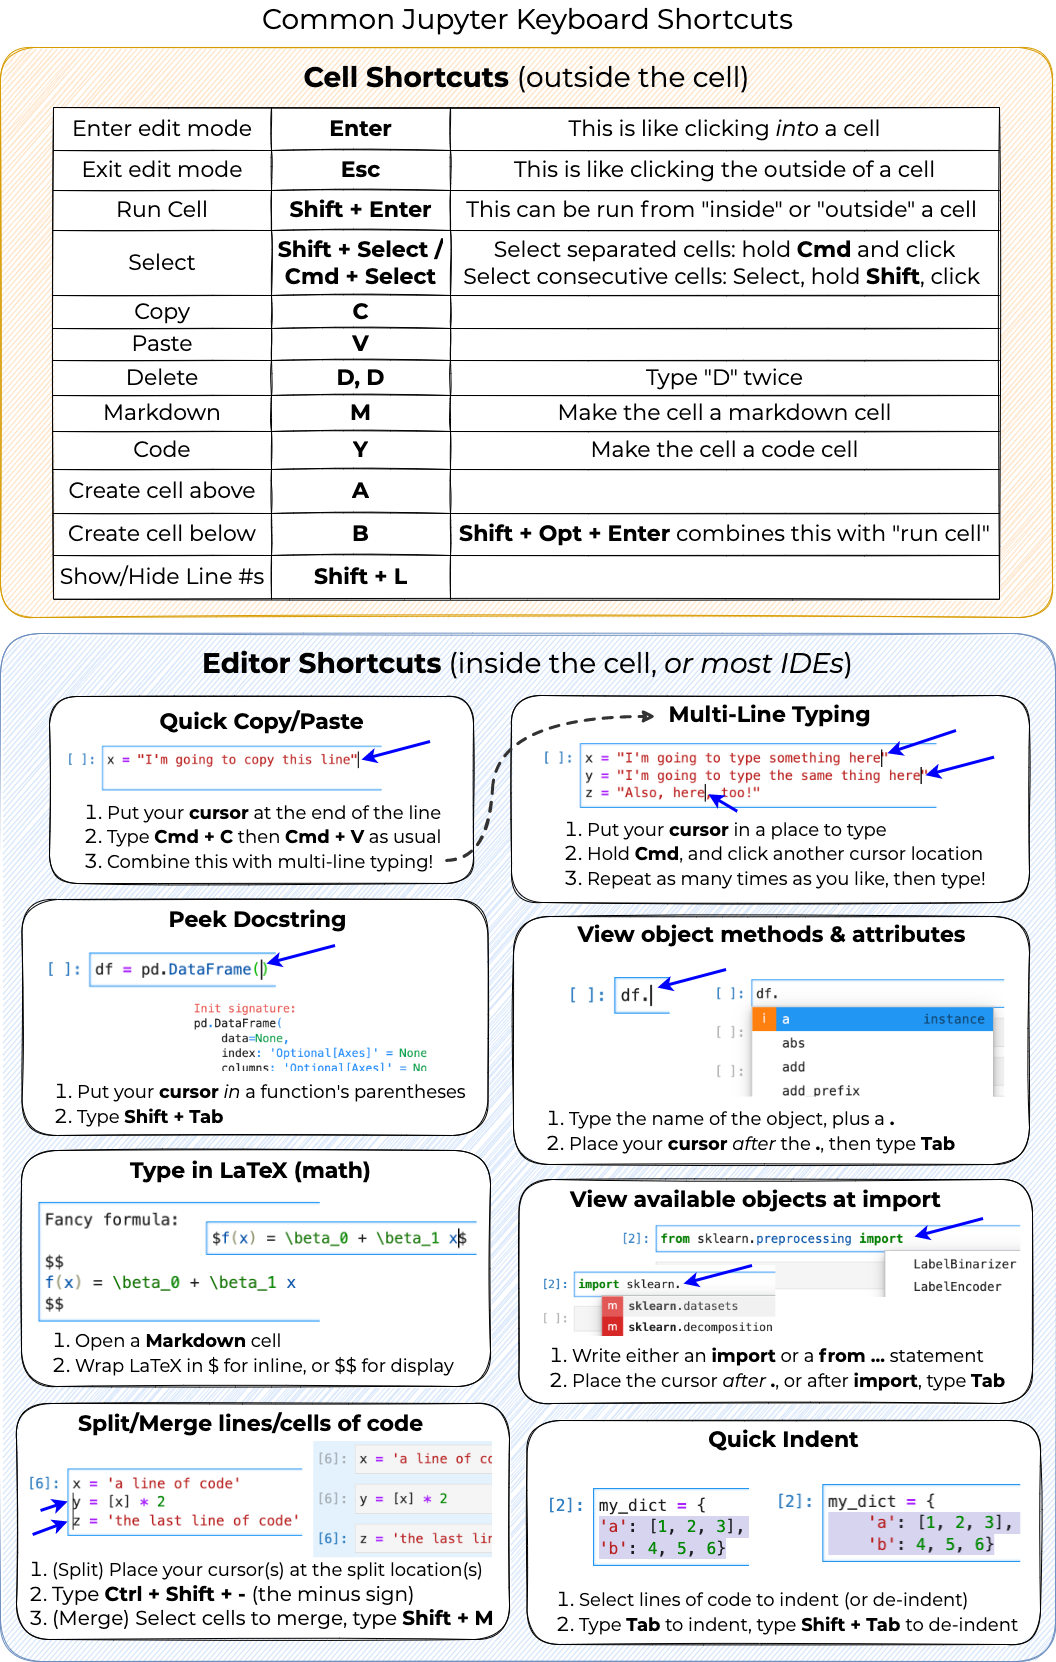 Common Jupyter Keyboard Shortcuts
Cell Shortcuts (outside the cell)
Enter edit mode Enter This is like clicking into a cell
Exit edit mode Esc This is like clicking the outside of a cell
Run Cell Shift + Enter This can be run from "inside" or "outside" a cell
Select Shift + Select / Cmd + Select Select separated cells: hold Cmd and click
Select consecutive cells: Select, hold Shift, click
Copy C
Paste V
Delete D, D Type "D" twice
Markdown M Make the cell a markdown cell
Code Y Make the cell a code cell
Create cell above A
Create cell below B Shift + Opt + Enter combines this with "run cell"
Show/Hide Line #s Shift + L
Editor Shortcuts (inside the cell, or most IDEs)
Quick Copy/Paste
[ ]: x = "I'm going to copy this line"
1. Put your cursor at the end of the line
2. Type Cmd + C then Cmd + V as usual
3. Combine this with multi-line typing!
Multi-Line Typing
[ ]: x = "I'm going to type something here"
y = "I'm going to type the same thing here"
z = "Also, here, too!"
1. Put your cursor in a place to type
2. Hold Cmd, and click another cursor location
3. Repeat as many times as you like, then type!
Peek Docstring
[ ]: df = pd.DataFrame()
Init signature:
pd.DataFrame(
data=None,
index: 'Optional[Axes]' = None
columns: 'Optional[Axes]' = No
1. Put your cursor in a function's parentheses
2. Type Shift + Tab
View object methods & attributes
[ ]: df.
[ ]: df.
i a instance
[ ]: abs
add
[ ]: add_prefix
1. Type the name of the object, plus a .
2. Place your cursor after the ., then type Tab
Type in LaTeX (math)
Fancy formula:
$f(x) = \beta_0 + \beta_1 x$
$$
f(x) = \beta_0 + \beta_1 x
$$
1. Open a Markdown cell
2. Wrap LaTeX in $ for inline, or $$ for display
View available objects at import
[2]: from sklearn.preprocessing import
LabelBinarizer
LabelEncoder
[2]: import sklearn.
m sklearn.datasets
[ ]: m sklearn.decomposition
1. Write either an import or a from ... statement
2. Place the cursor after ., or after import, type Tab
Split/Merge lines/cells of code
[6]: x = 'a line of code'
y = [x] * 2
z = 'the last line of code'
[6]: x = 'a line of co
[6]: y = [x] * 2
[6]: z = 'the last lin
1. (Split) Place your cursor(s) at the split location(s)
2. Type Ctrl + Shift + - (the minus sign)
3. (Merge) Select cells to merge, type Shift + M
Quick Indent
[2]: my_dict = {
'a': [1, 2, 3],
'b': 4, 5, 6}
[2]: my_dict = {
'a': [1, 2, 3],
'b': 4, 5, 6}
1. Select lines of code to indent (or de-indent)
2. Type Tab to indent, type Shift + Tab to de-indent